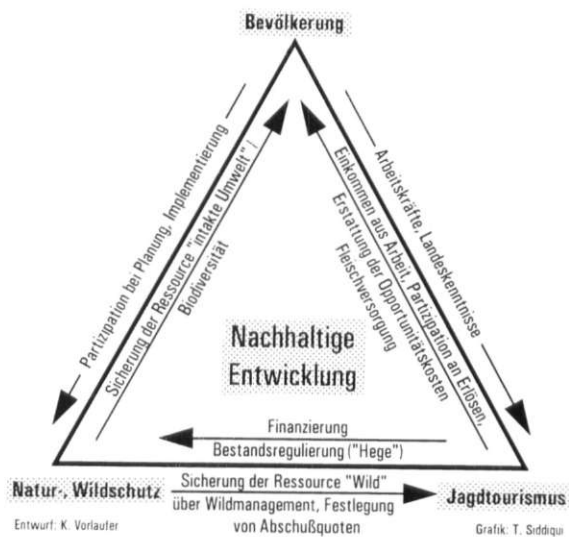 Bevölkerung
Partizipation bei Planung, Implementierung
Sicherung der Ressource "intakte Umwelt" /
Biodiversität
Arbeitskräfte, Landeskenntnisse
Einkommen aus Arbeit, Partizipation an Erlösen,
Erstattung der Opportunitätskosten
Fleischversorgung
Nachhaltige
Entwicklung
Finanzierung
Bestandsregulierung ("Hege")
Natur-, Wildschutz
Sicherung der Ressource "Wild"
über Wildmanagement, Festlegung
von Abschußquoten
Jagdtourismus
Entwurf: K. Vorlaufer
Grafik: T. Siddiqui